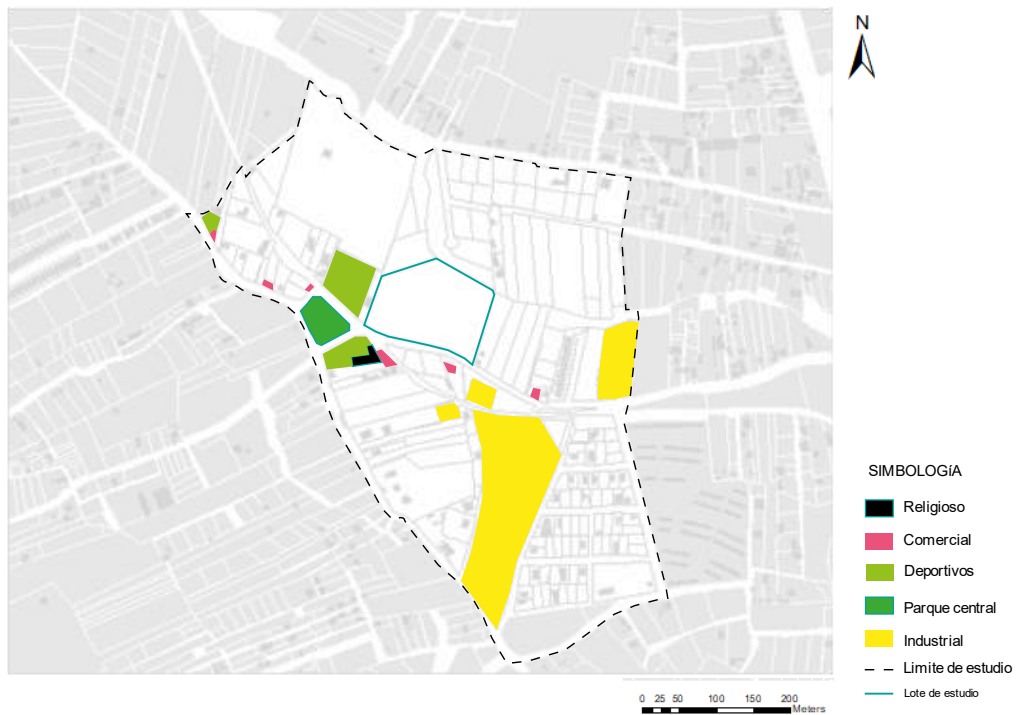 N
SIMBOLOGíA
Religioso
Comercial
Deportivos
Parque central
Industrial
Limite de estudio
Lote de estudio
0 25 50 100 150 200
Meters